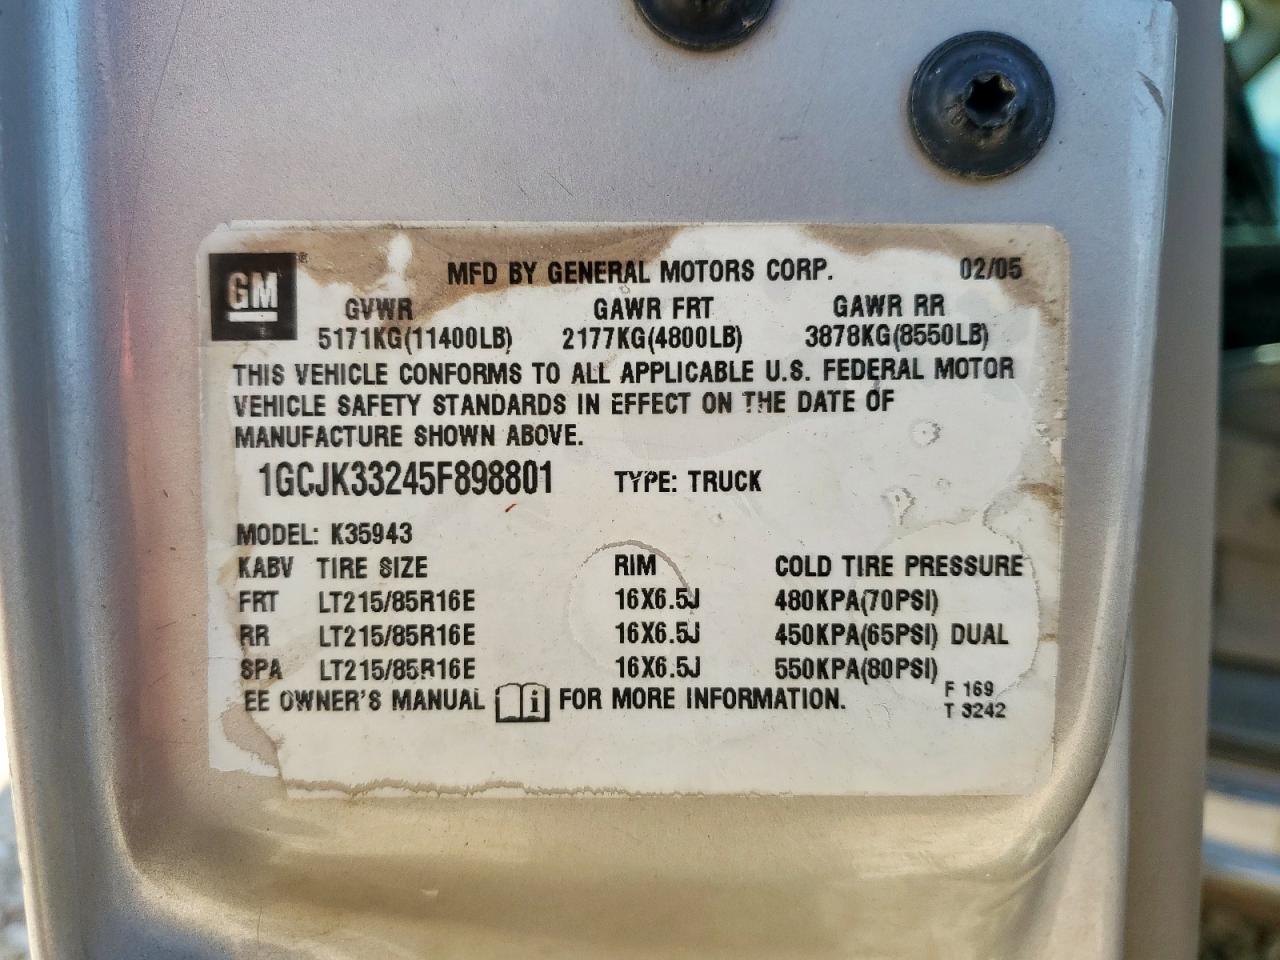 GM® MFD BY GENERAL MOTORS CORP. 02/05
GVWR GAWR FRT GAWR RR
5171KG(11400LB) 2177KG(4800LB) 3878KG(8550LB)
THIS VEHICLE CONFORMS TO ALL APPLICABLE U.S. FEDERAL MOTOR
VEHICLE SAFETY STANDARDS IN EFFECT ON THE DATE OF
MANUFACTURE SHOWN ABOVE.
1GCJK33245F898801 TYPE: TRUCK
MODEL: K35943
KABV TIRE SIZE RIM COLD TIRE PRESSURE
FRT LT215/85R16E 16X6.5J 480KPA(70PSI)
RR LT215/85R16E 16X6.5J 450KPA(65PSI) DUAL
SPA LT215/85R16E 16X6.5J 550KPA(80PSI)
EE OWNER'S MANUAL i FOR MORE INFORMATION.
F 169
T 3242